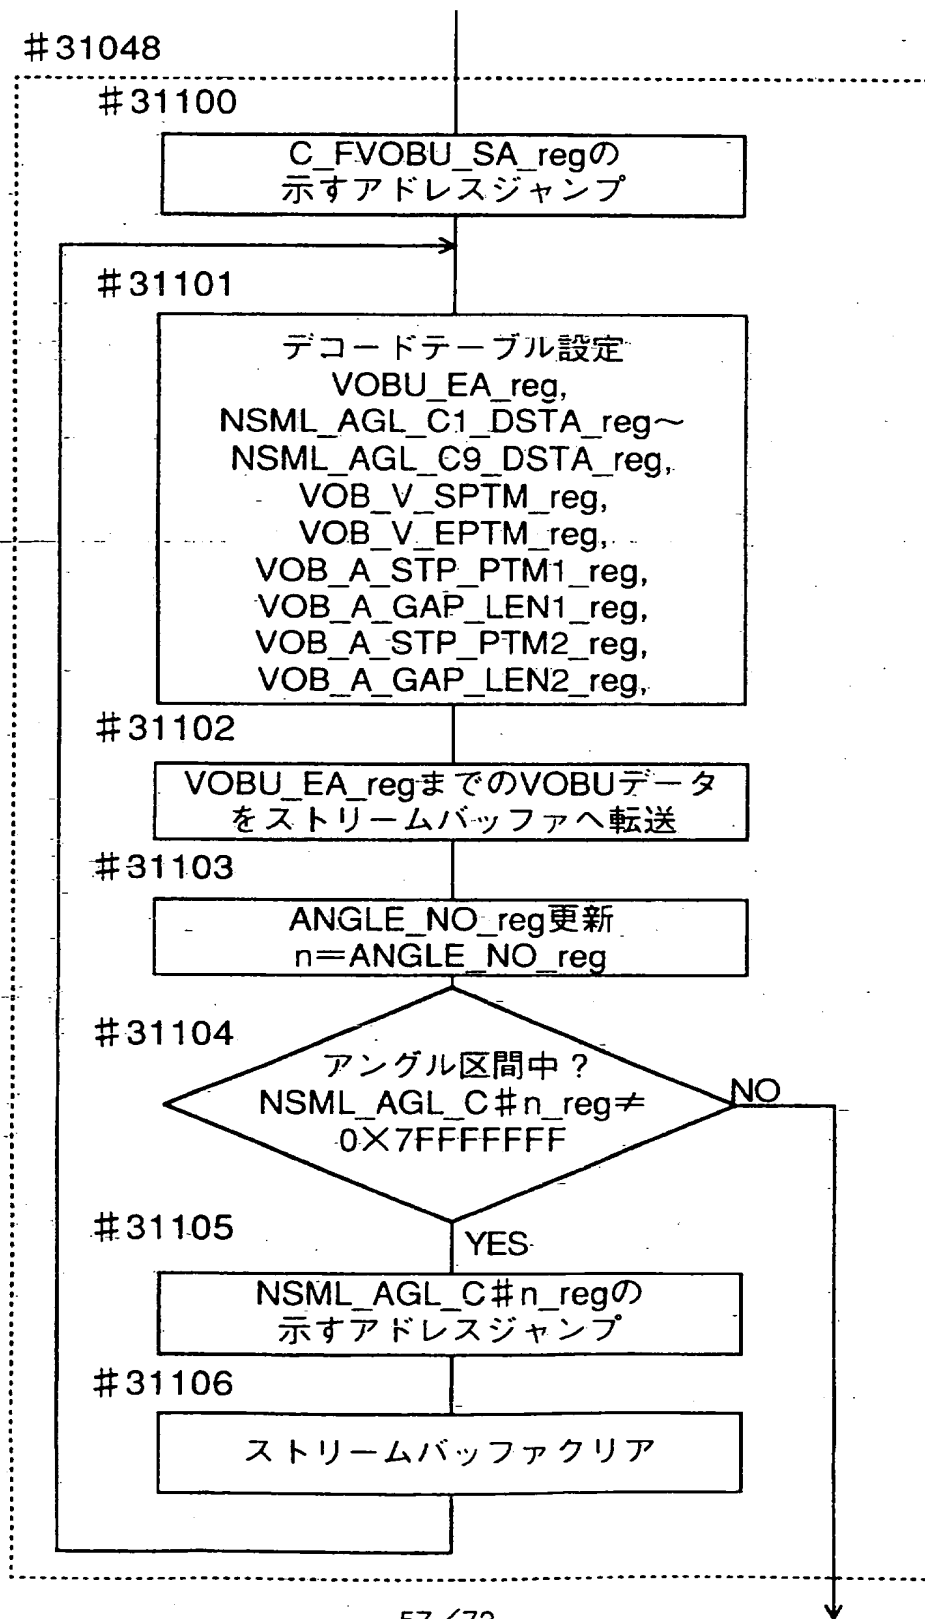 #31048
#31100
C_FVOBU_SA_regの
示すアドレスジャンプ
#31101
デコードテーブル設定
VOBU_EA_reg,
NSML_AGL_C1_DSTA_reg～
NSML_AGL_C9_DSTA_reg,
VOB_V_SPTM_reg,
VOB_V_EPTM_reg,
VOB_A_STP_PTM1_reg,
VOB_A_GAP_LEN1_reg,
VOB_A_STP_PTM2_reg,
VOB_A_GAP_LEN2_reg,
#31102
VOBU_EA_regまでのVOBUデータ
をストリームバッファへ転送
#31103
ANGLE_NO_reg更新
n=ANGLE_NO_reg
#31104
アングル区間中？
NSML_AGL_C#n_reg≠
0×7FFFFFFF
NO
#31105
YES
NSML_AGL_C#n_regの
示すアドレスジャンプ
#31106
ストリームバッファクリア
57/72